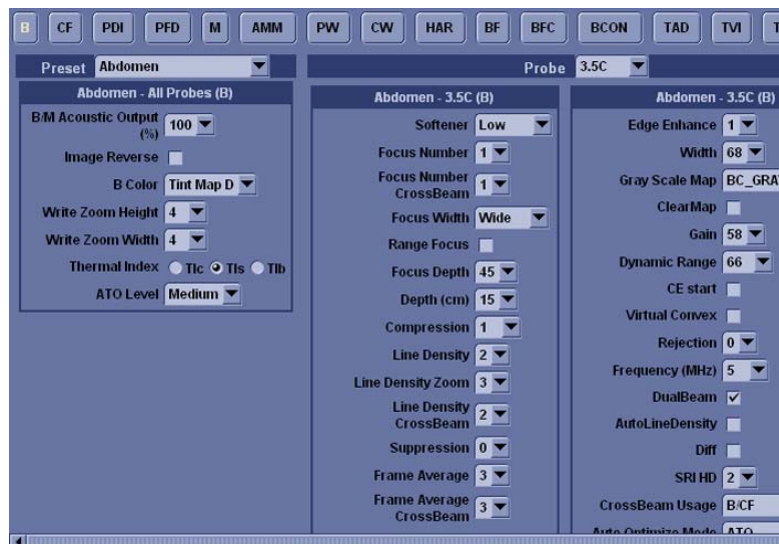 B CF PDI PFD M AMM PW CW HAR BF BFC BCON TAD TVI
Preset Abdomen
Probe 3.5C
Abdomen - All Probes (B)
B/M Acoustic Output
(%) 100
Image Reverse
B Color Tint Map D
Write Zoom Height 4
Write Zoom Width 4
Thermal Index TIc TIs TIb
ATO Level Medium
Abdomen - 3.5C (B)
Softener Low
Focus Number 1
Focus Number
CrossBeam 1
Focus Width Wide
Range Focus
Focus Depth 45
Depth (cm) 15
Compression 1
Line Density 2
Line Density Zoom 3
Line Density
CrossBeam 2
Suppression 0
Frame Average 3
Frame Average
CrossBeam 3
Abdomen - 3.5C (B)
Edge Enhance 1
Width 68
Gray Scale Map BC_GRA
ClearMap
Gain 58
Dynamic Range 66
CE start
Virtual Convex
Rejection 0
Frequency (MHz) 5
DualBeam
AutoLineDensity
Diff
SRI HD 2
CrossBeam Usage B/CF
Auto Optimize Mode ATO